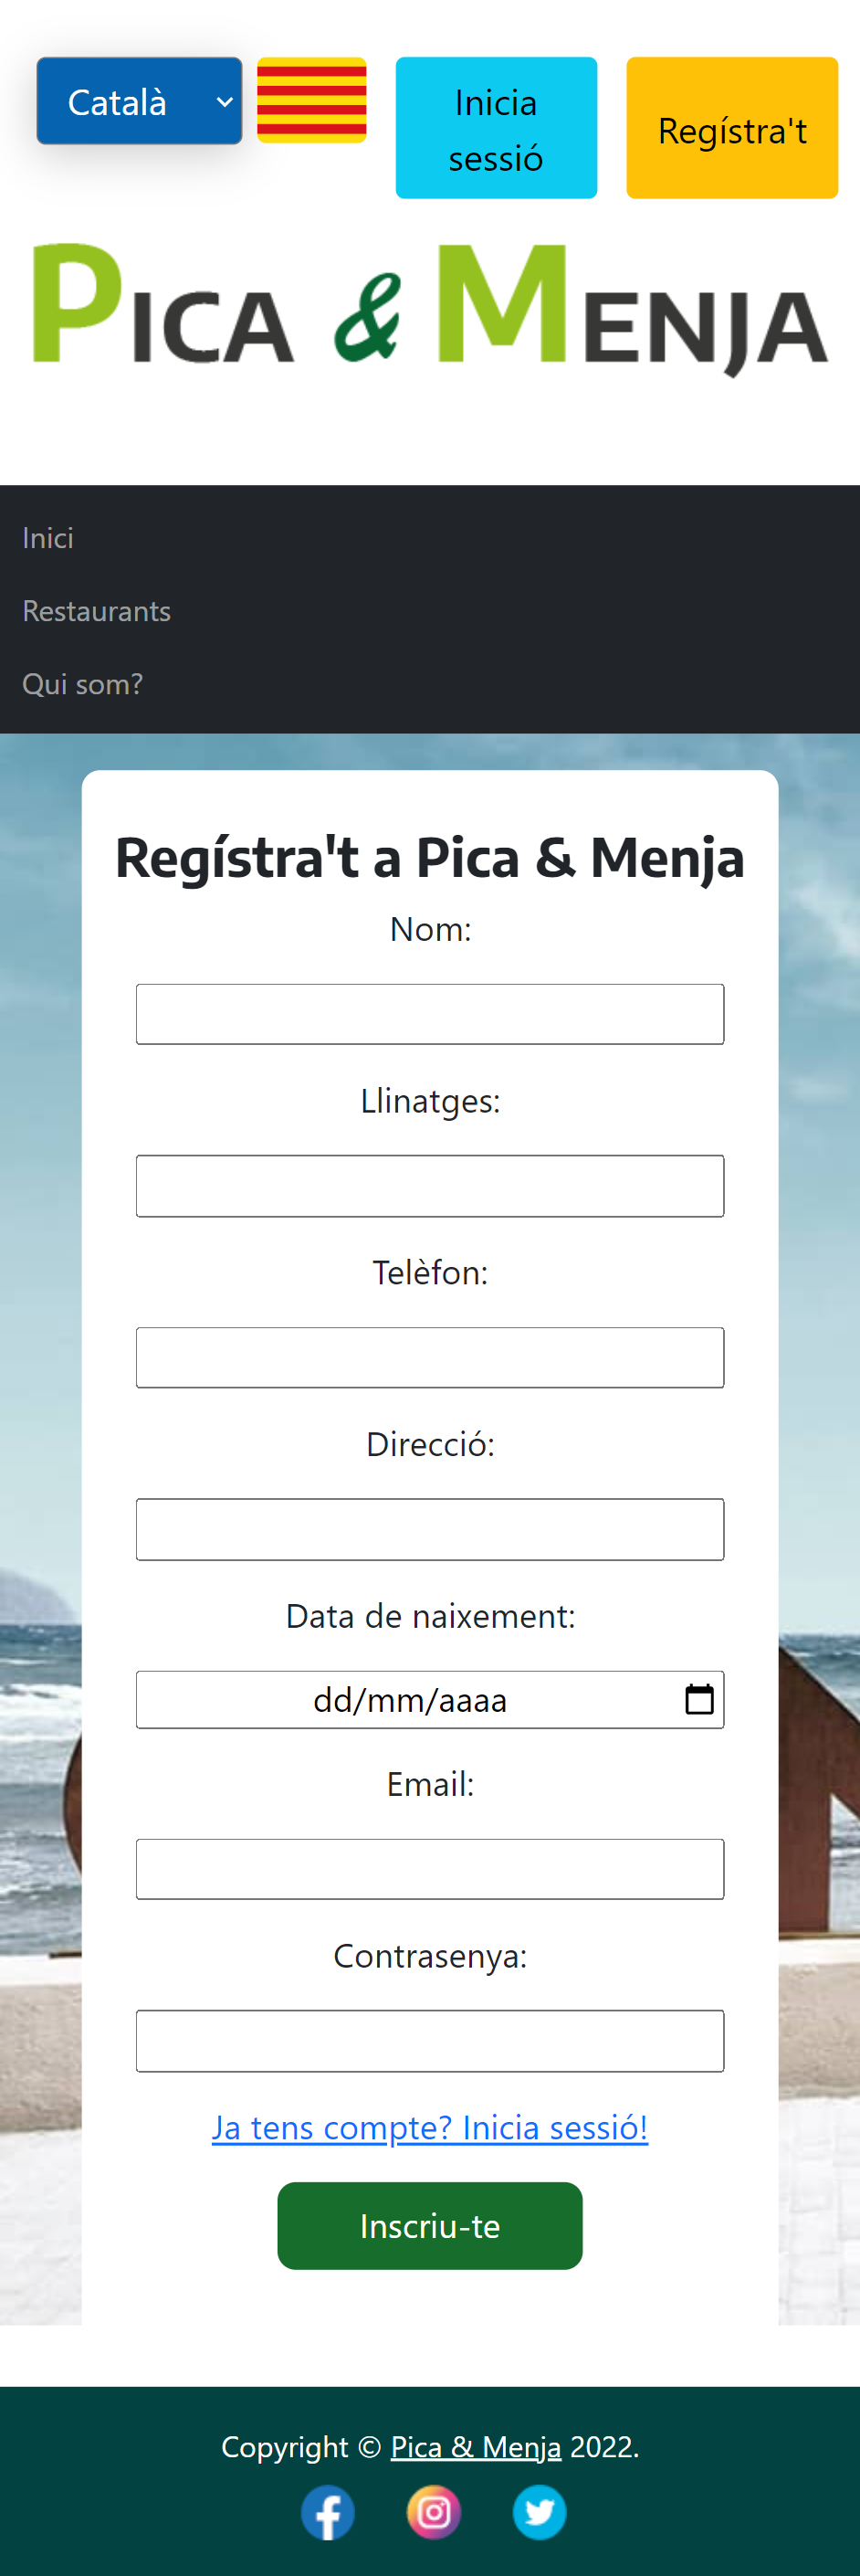 Català
Inicia
sessió
Regístra't
PICA & MENJA
Inici
Restaurants
Qui som?
Regístra't a Pica & Menja
Nom:
Llinatges:
Telèfon:
Direcció:
Data de naixement:
dd/mm/aaaa
Email:
Contrasenya:
Ja tens compte? Inicia sessió!
Inscriu-te
Copyright © Pica & Menja 2022.